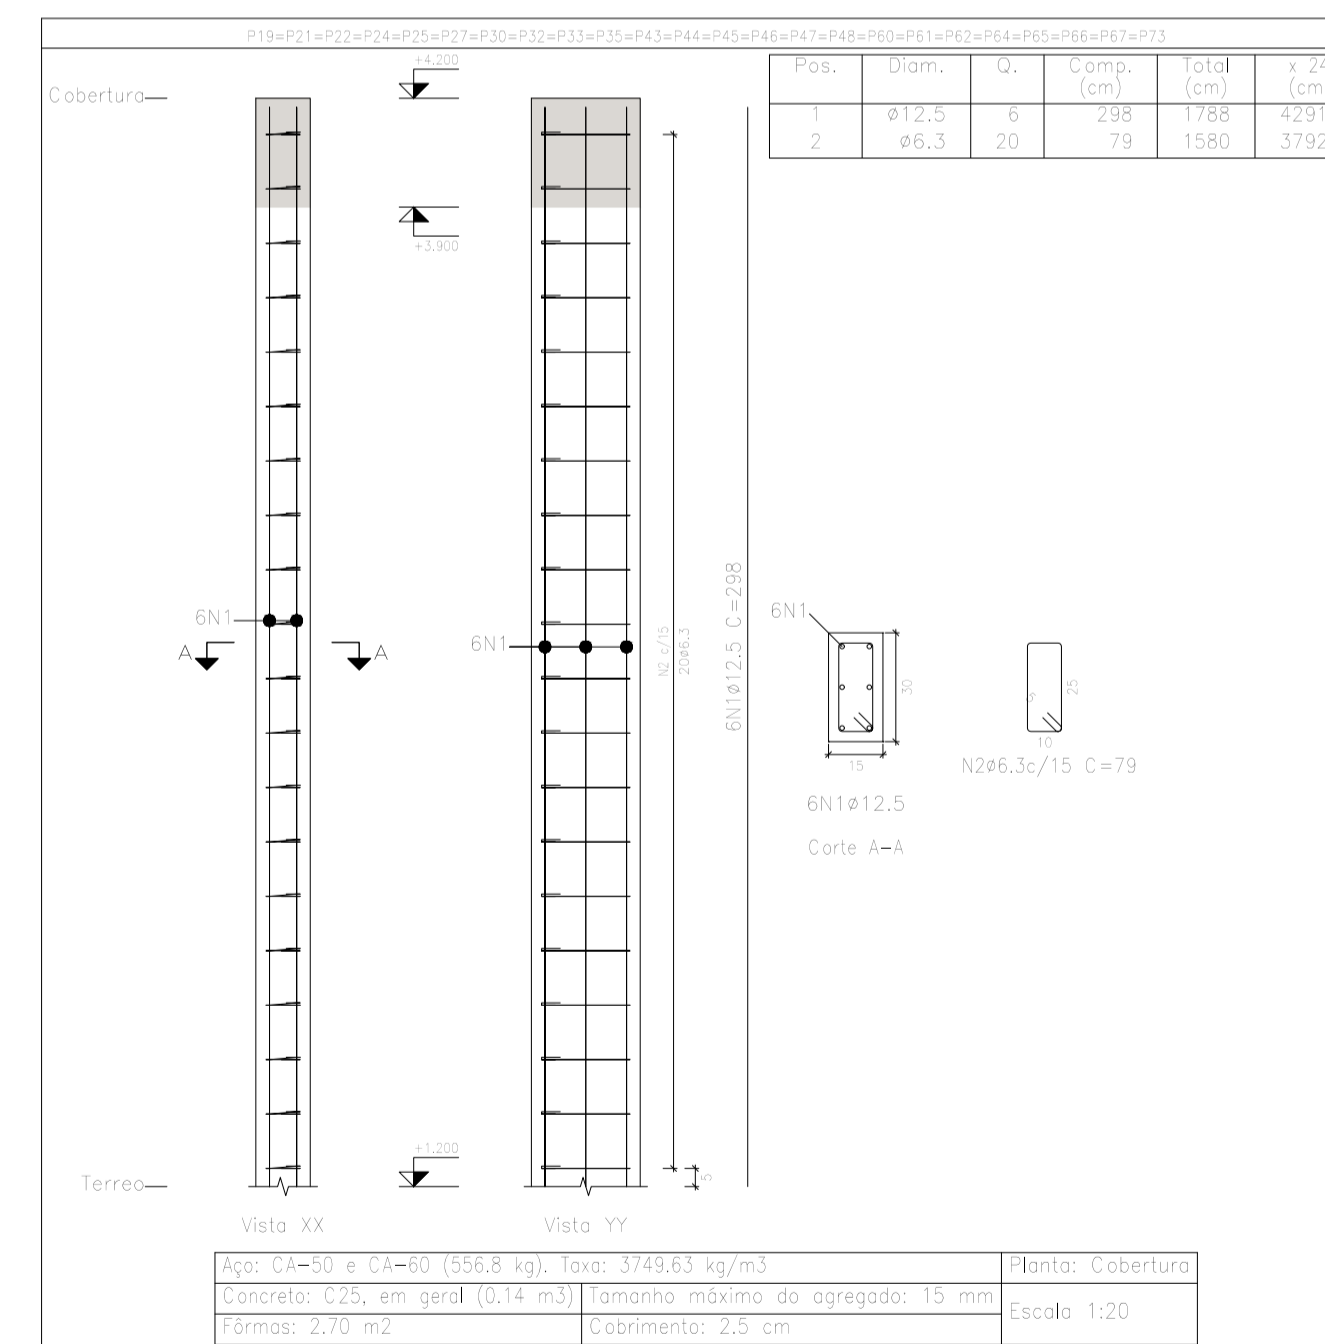 P19=P21=P22=P24=P25=P27=P30=P32=P33=P35=P43=P44=P45=P46=P47=P48=P60=P61=P62=P64=P65=P66=P67=P73
Pos. Diam. Q. Comp. (cm) Total (cm) x 24 (cm
1 ø12.5 6 298 1788 4291
2 ø6.3 20 79 1580 3792
Cobertura
+4.200
+3.900
6N1
A A
6N1
N2 c/15
20ø6.3
6N1ø12.5 C=298
6N1
30
15
6N1ø12.5
Corte A-A
5
25
10
N2ø6.3c/15 C=79
+1.200
5
Terreo
Vista XX
Vista YY
Aço: CA-50 e CA-60 (556.8 kg). Taxa: 3749.63 kg/m3
Planta: Cobertura
Concreto: C25, em geral (0.14 m3)
Tamanho máximo do agregado: 15 mm
Escala 1:20
Fôrmas: 2.70 m2
Cobrimento: 2.5 cm